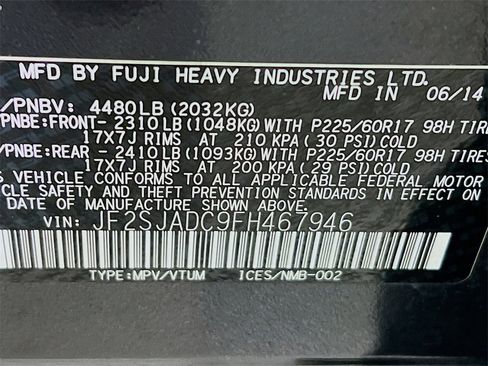 MFD BY FUJI HEAVY INDUSTRIES LTD.
MFD IN 06/14
/PNBV: 4480LB(2032KG)
PNBE:FRONT- 2310LB(1048KG)WITH P225/60R17 98H TIRE
17X7J RIMS AT 210 KPA(30 PSI)COLD
PNBE:REAR - 2410LB(1093KG)WITH P225/60R17 98H TIRES
17X7J RIMS AT 200 KPA(29 PSI)COLD
S VEHICLE CONFORMS TO ALL APPLICABLE FEDERAL MOTOR
CLE SAFETY AND THEFT PREVENTION STANDARDS IN EFFECT ON
DATE OF MANUFACTURE SHOWN ABOVE.
VIN: JF2SJADC9FH467946
TYPE:MPV/VTUM ICES/NMB-002